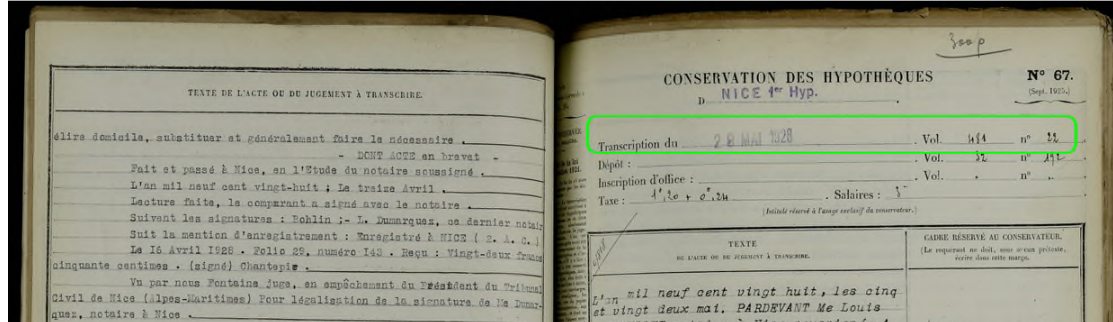 TEXTE DE L'ACTE OU DU JUGEMENT À TRANSCRIRE.
élire domicile, substituer et généralement faire le nécessaire .
- DONT ACTE en brevet -
Fait et passé à Nice, en l'Etude du notaire soussigné .
L'an mil neuf cent vingt-huit ; Le treize Avril .
Lecture faite, le comparant a signé avec le notaire .
Suivent les signatures : Bohlin ;- L. Dumarquez, ce dernier notair
Suit la mention d'enregistrement : Enregistré à NICE ( 2. A. C.)
Le 16 Avril 1928 . Folio 29, numéro 143 . Reçu : Vingt-deux francs
cinquante centimes . (signé) Chantepie .
Vu par nous Fontaine juge, en empêchement du Président du Tribunal
Civil de Nice (Alpes-Maritimes) Pour légalisation de la signature de Me Dumar-
quez, notaire à Nice .
CONSERVATION DES HYPOTHÈQUES
N° 67.
(Sept. 1925.)
D NICE 1er Hyp.
Transcription du 28 MAI 1928 . Vol. 481 n° 22
Dépôt : . Vol. 52 n° 192
Inscription d'office : . Vol. n°
Taxe : 1f,20 + 0f,24 . Salaires : 5
(Intitulé réservé à l'usage exclusif du conservateur.)
TEXTE
DE L'ACTE OU DU JUGEMENT À TRANSCRIRE.
CADRE RÉSERVÉ AU CONSERVATEUR.
(Le requérant ne doit, sous aucun prétexte,
écrire dans cette marge.
L'an mil neuf cent vingt huit, les cinq
et vingt deux mai. PARDEVANT Me Louis